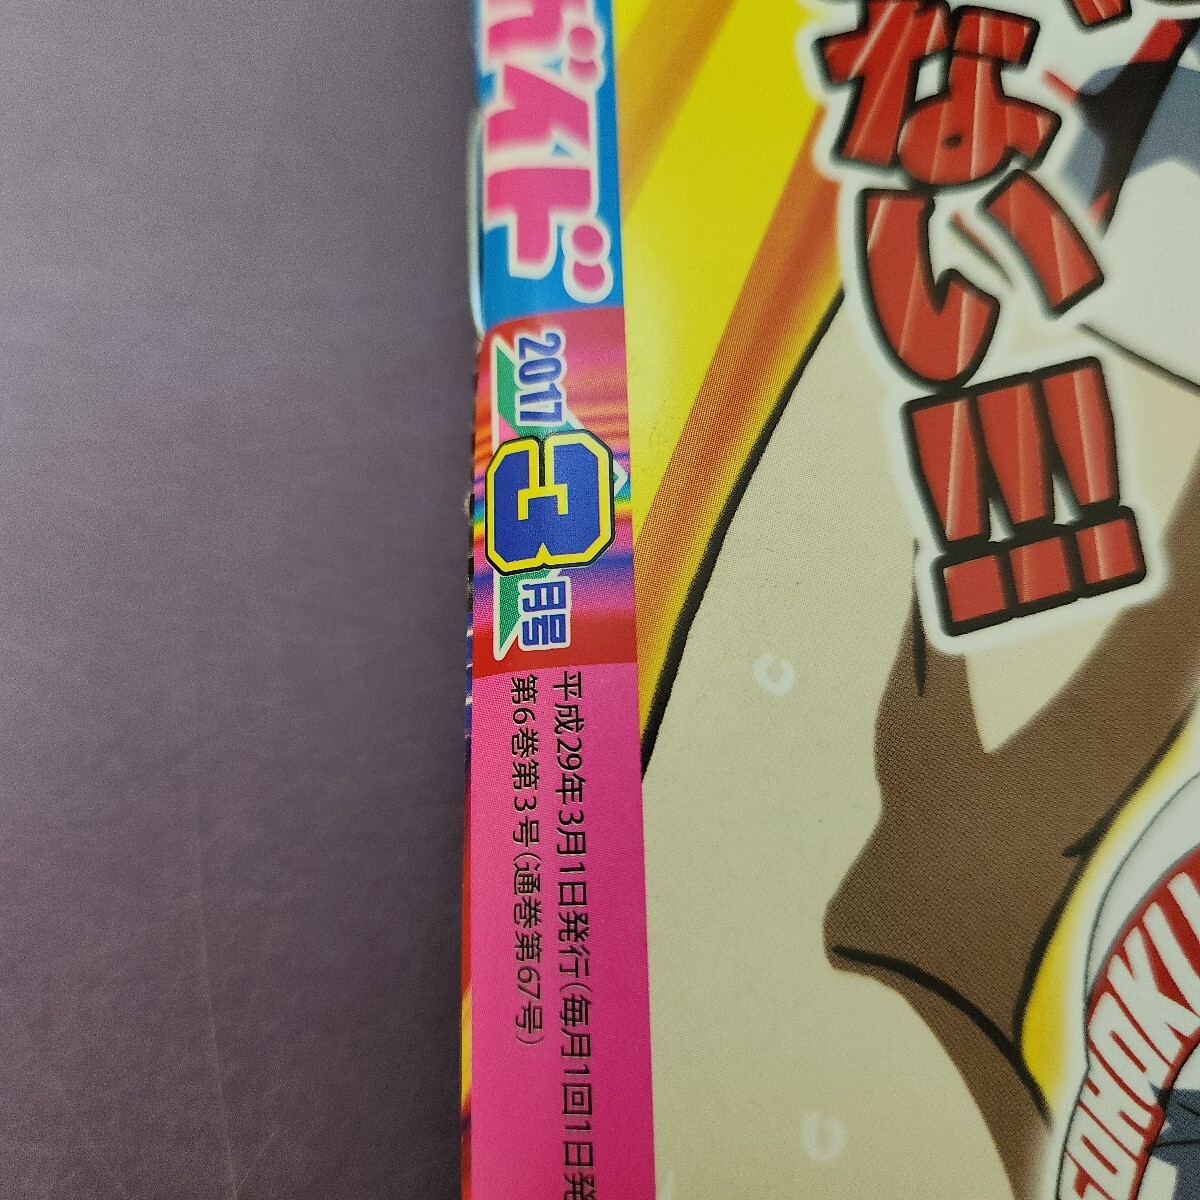 ガイド
2017
3
月号
平成29年3月1日発行(毎月1回1日発
第6巻第3号(通巻第67号)
ない!!!